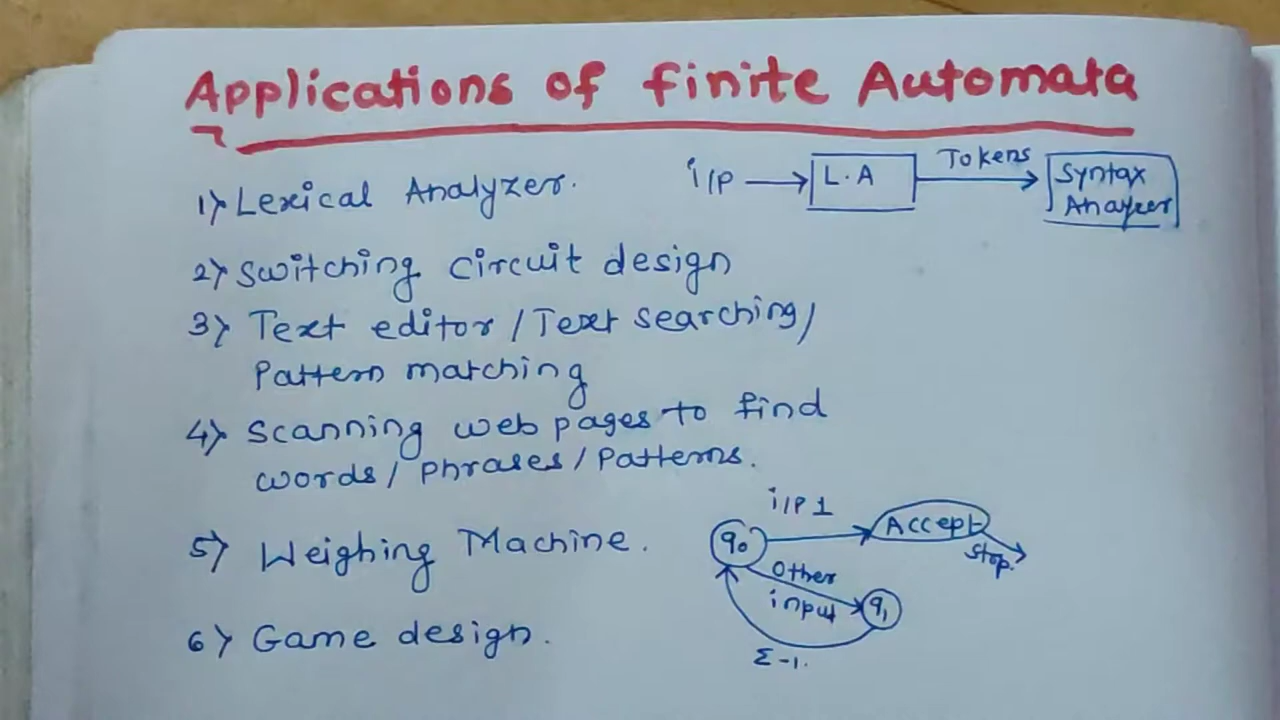 Applications of finite Automata
1) Lexical Analyzer.
i/p L.A Tokens Syntax
Anayzer
2) Switching circuit design
3) Text editor / Text searching /
Pattern matching
4) Scanning web pages to find
words / Phrases / Patterns.
5) Weighing Machine.
i/p 1
q0 Accept
Stop.
Other
input q1
Σ-1.
6) Game design.